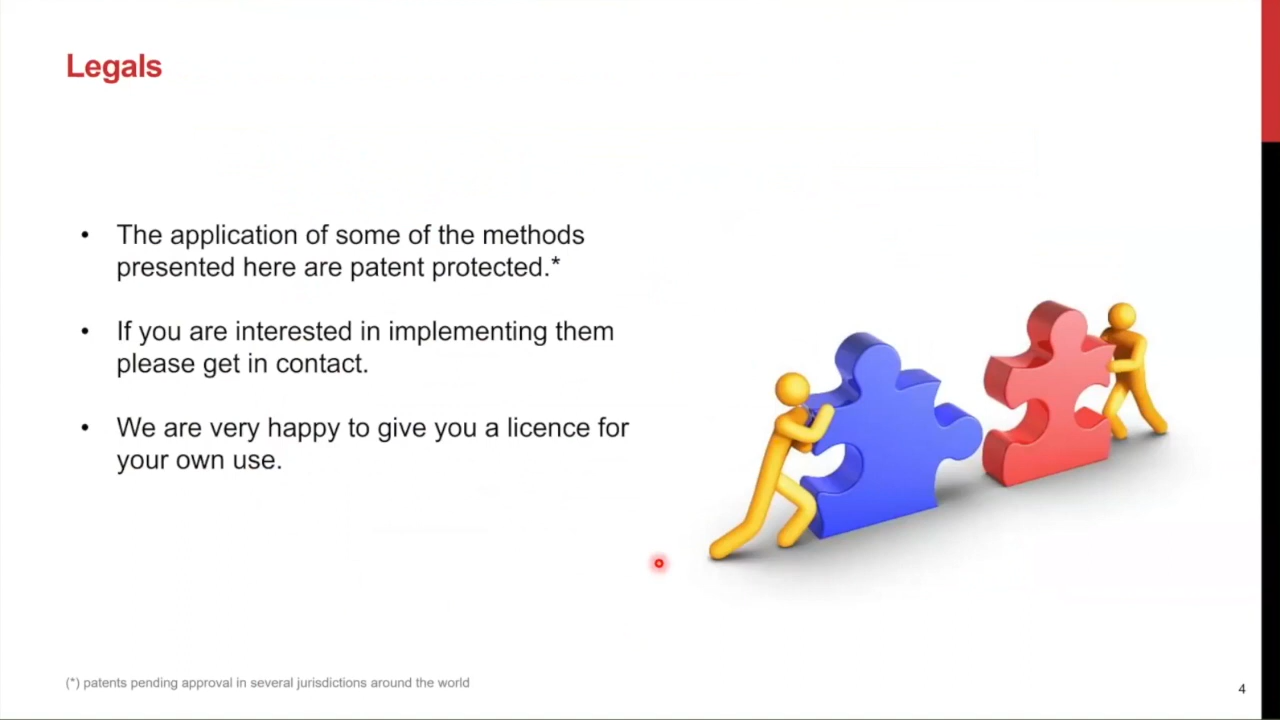 Legals
• The application of some of the methods
presented here are patent protected.*
• If you are interested in implementing them
please get in contact.
• We are very happy to give you a licence for
your own use.
(*) patents pending approval in several jurisdictions around the world
4